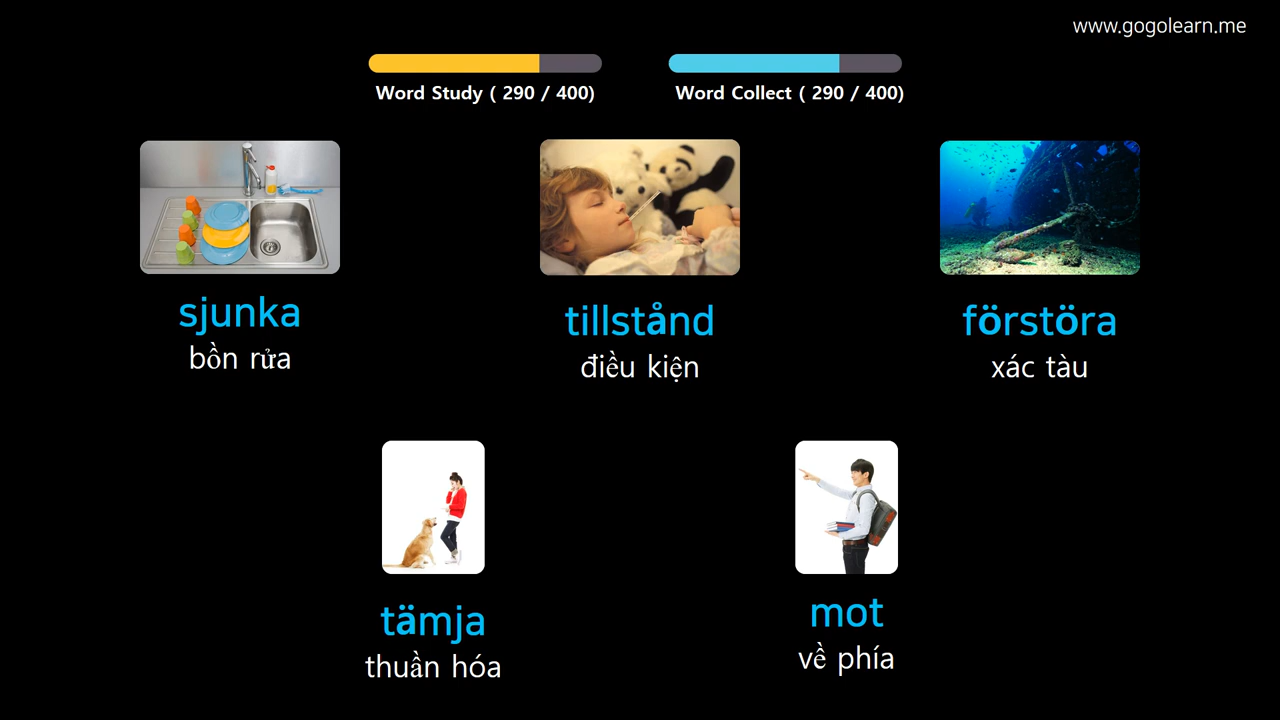 www.gogolearn.me
Word Study ( 290 / 400)
Word Collect ( 290 / 400)
sjunka
bồn rửa
tillstånd
điều kiện
förstöra
xác tàu
tämja
thuần hóa
mot
về phía